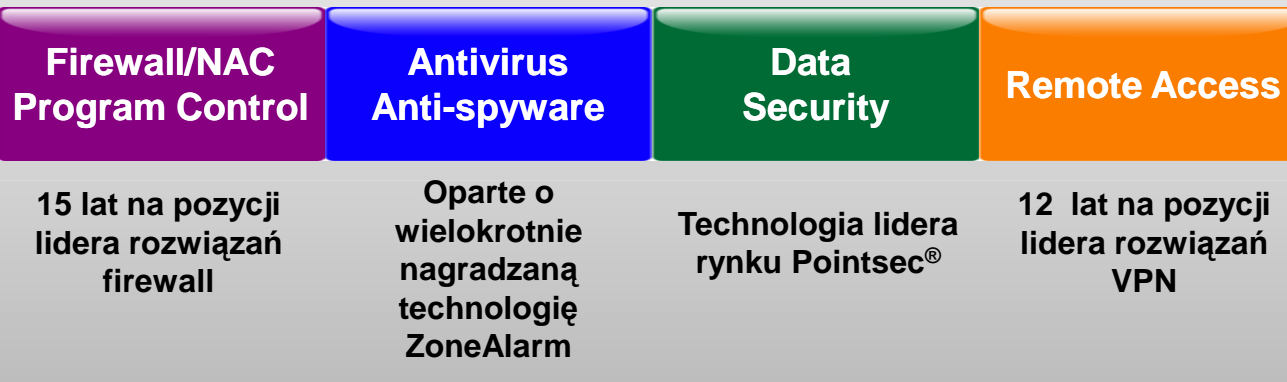 Firewall/NAC
Program Control
Antivirus
Anti-spyware
Data
Security
Remote Access
15 lat na pozycji
lidera rozwiązań
firewall
Oparte o
wielokrotnie
nagradzaną
technologię
ZoneAlarm
Technologia lidera
rynku Pointsec®
12 lat na pozycji
lidera rozwiązań
VPN